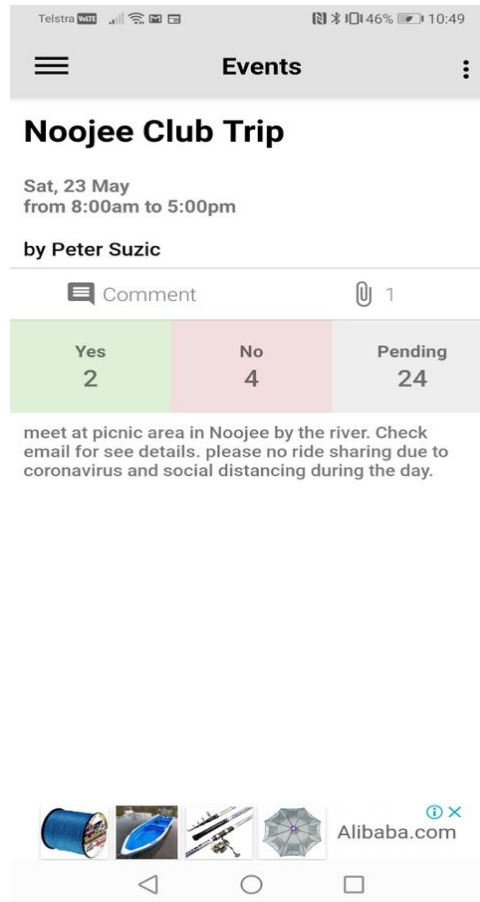 Telstra VoLTE 46% 10:49
Events
Noojee Club Trip
Sat, 23 May
from 8:00am to 5:00pm
by Peter Suzic
Comment 1
Yes No Pending
2 4 24
meet at picnic area in Noojee by the river. Check
email for see details. please no ride sharing due to
coronavirus and social distancing during the day.
Alibaba.com